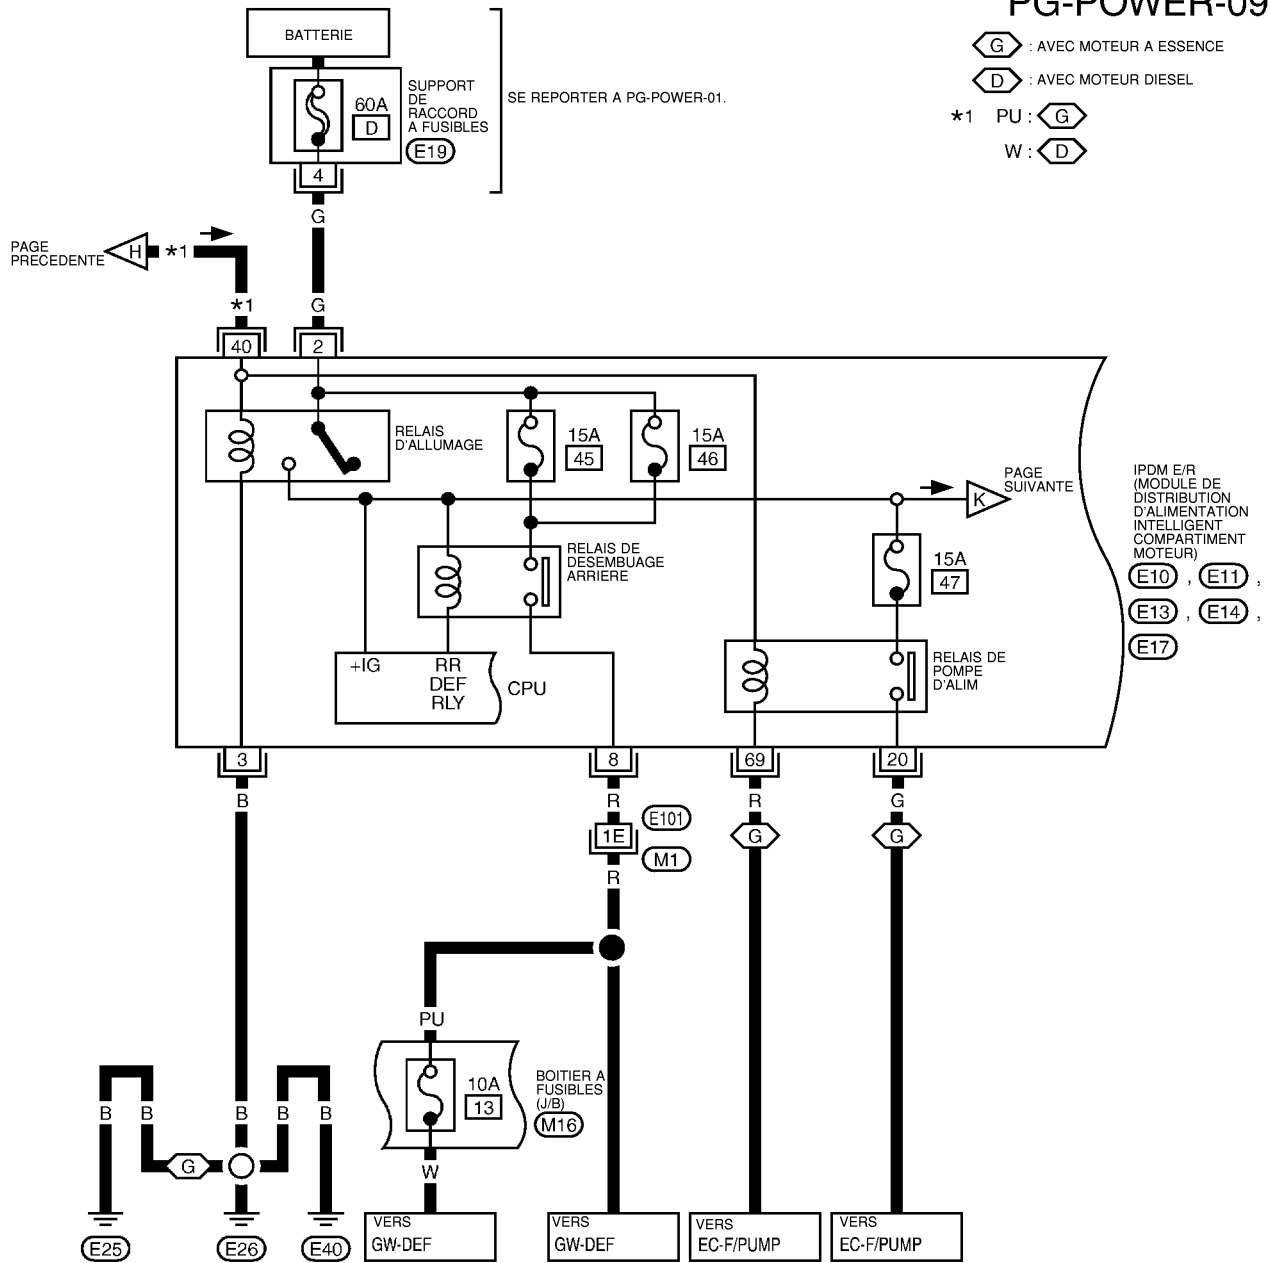 PG-POWER-09
G : AVEC MOTEUR A ESSENCE
D : AVEC MOTEUR DIESEL
*1 PU : G
W : D
BATTERIE
60A
D
SUPPORT
DE
RACCORD
A FUSIBLES
E19
SE REPORTER A PG-POWER-01.
4
G
PAGE
PRECEDENTE
H
*1
*1
G
40
2
RELAIS
D'ALLUMAGE
15A
45
15A
46
PAGE
SUIVANTE
K
IPDM E/R
(MODULE DE
DISTRIBUTION
D'ALIMENTATION
INTELLIGENT
COMPARTIMENT
MOTEUR)
E10 , E11 ,
E13 , E14 ,
E17
RELAIS DE
DESEMBUAGE
ARRIERE
15A
47
+IG
RR
DEF
RLY
CPU
RELAIS DE
POMPE
D'ALIM
3
8
69
20
B
R
R
G
E101
1E
M1
G
G
R
PU
10A
13
BOITIER A
FUSIBLES
(J/B)
M16
B
B
B
B
B
G
W
E25
E26
E40
VERS
GW-DEF
VERS
GW-DEF
VERS
EC-F/PUMP
VERS
EC-F/PUMP